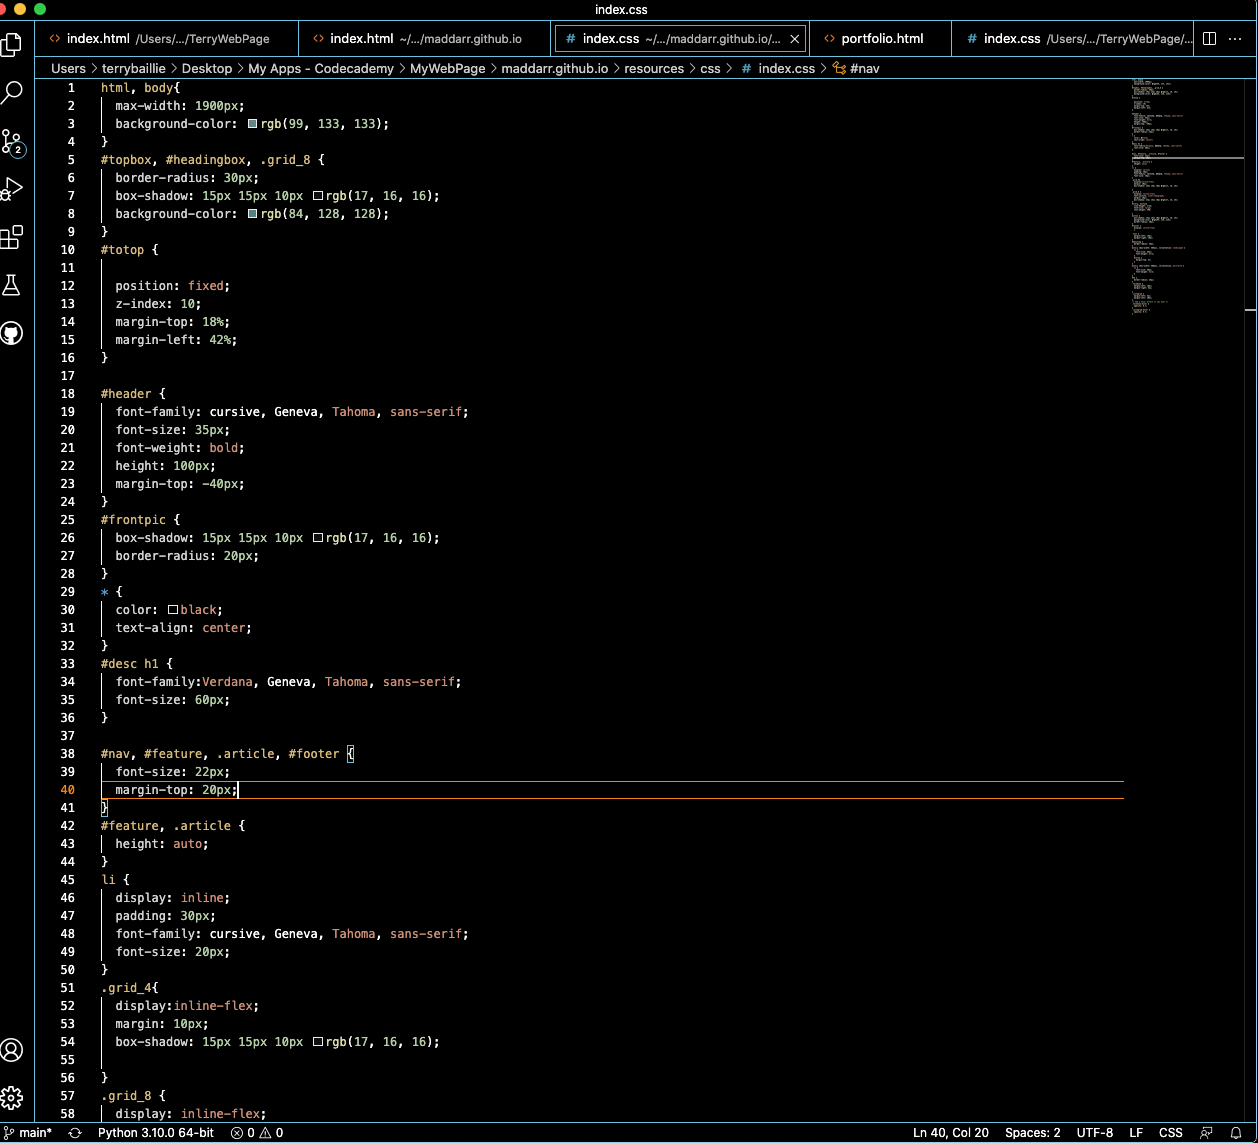 index.css
index.html /Users/.../TerryWebPage
index.html ~/.../maddarr.github.io
# index.css ~/.../maddarr.github.io/...
portfolio.html
# index.css /Users/.../TerryWebPage/...
Users > terrybaillie > Desktop > My Apps - Codecademy > MyWebPage > maddarr.github.io > resources > css > # index.css > #nav
1 html, body{
2 max-width: 1900px;
3 background-color: rgb(99, 133, 133);
4 }
5 #topbox, #headingbox, .grid_8 {
6 border-radius: 30px;
7 box-shadow: 15px 15px 10px rgb(17, 16, 16);
8 background-color: rgb(84, 128, 128);
9 }
10 #totop {
11
12 position: fixed;
13 z-index: 10;
14 margin-top: 18%;
15 margin-left: 42%;
16 }
17
18 #header {
19 font-family: cursive, Geneva, Tahoma, sans-serif;
20 font-size: 35px;
21 font-weight: bold;
22 height: 100px;
23 margin-top: -40px;
24 }
25 #frontpic {
26 box-shadow: 15px 15px 10px rgb(17, 16, 16);
27 border-radius: 20px;
28 }
29 * {
30 color: black;
31 text-align: center;
32 }
33 #desc h1 {
34 font-family:Verdana, Geneva, Tahoma, sans-serif;
35 font-size: 60px;
36 }
37
38 #nav, #feature, .article, #footer {
39 font-size: 22px;
40 margin-top: 20px;
41 }
42 #feature, .article {
43 height: auto;
44 }
45 li {
46 display: inline;
47 padding: 30px;
48 font-family: cursive, Geneva, Tahoma, sans-serif;
49 font-size: 20px;
50 }
51 .grid_4{
52 display:inline-flex;
53 margin: 10px;
54 box-shadow: 15px 15px 10px rgb(17, 16, 16);
55
56 }
57 .grid_8 {
58 display: inline-flex;
2
main* Python 3.10.0 64-bit 0 0 Ln 40, Col 20 Spaces: 2 UTF-8 LF CSS